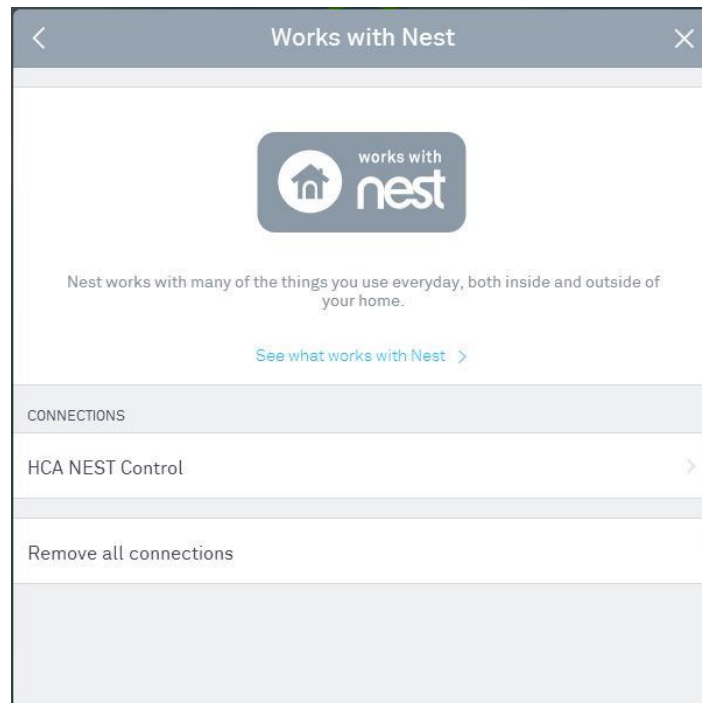 Works with Nest
works with
nest
Nest works with many of the things you use everyday, both inside and outside of
your home.
See what works with Nest
CONNECTIONS
HCA NEST Control
Remove all connections